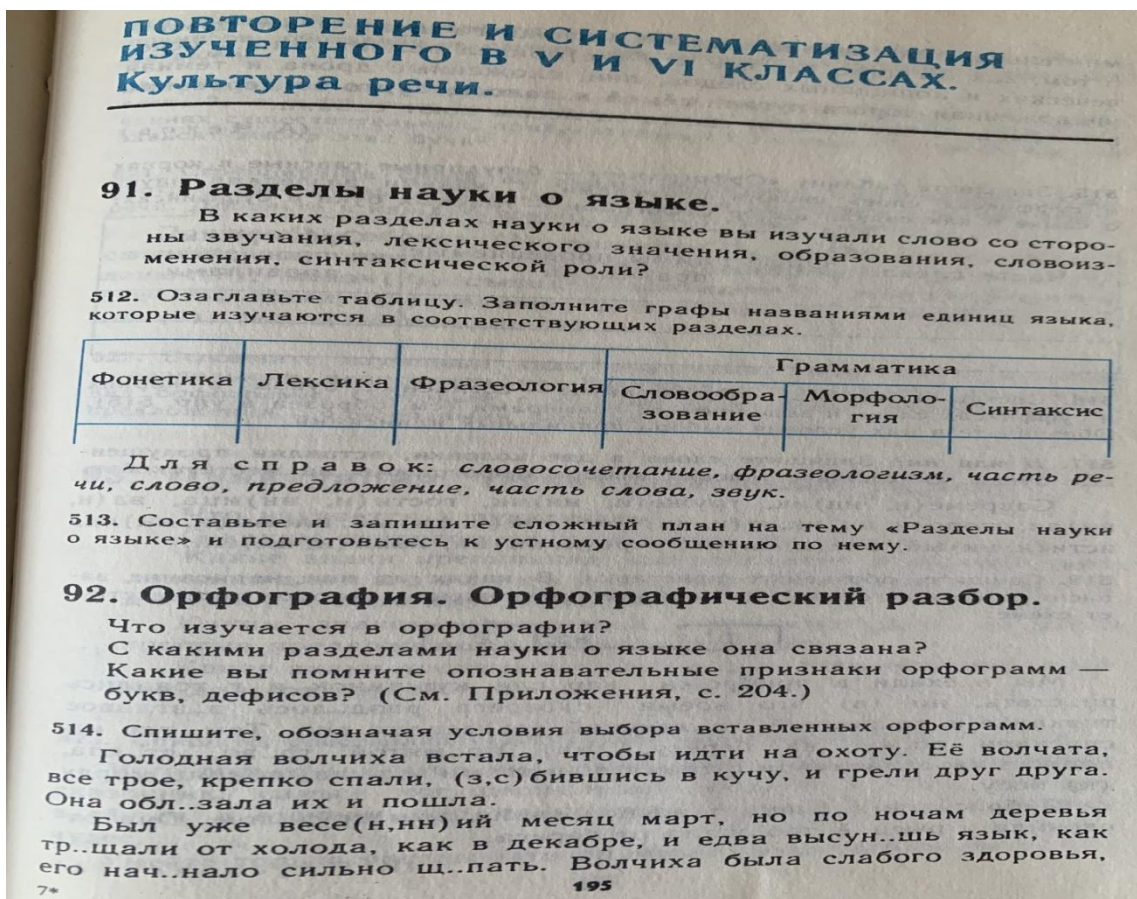 ПОВТОРЕНИЕ И СИСТЕМАТИЗАЦИЯ
ИЗУЧЕННОГО В V И VI КЛАССАХ.
Культура речи.
91. Разделы науки о языке.
В каких разделах науки о языке вы изучали слово со сторо-
ны звучания, лексического значения, образования, словоиз-
менения, синтаксической роли?
512. Озаглавьте таблицу. Заполните графы названиями единиц языка,
которые изучаются в соответствующих разделах.
Грамматика
Фонетика Лексика Фразеология Словообра- Морфоло- Синтаксис
зование гия
Для справок: словосочетание, фразеологизм, часть ре-
чи, слово, предложение, часть слова, звук.
513. Составьте и запишите сложный план на тему «Разделы науки
о языке» и подготовьтесь к устному сообщению по нему.
92. Орфография. Орфографический разбор.
Что изучается в орфографии?
С какими разделами науки о языке она связана?
Какие вы помните опознавательные признаки орфограмм —
букв, дефисов? (См. Приложения, с. 204.)
514. Спишите, обозначая условия выбора вставленных орфограмм.
Голодная волчиха встала, чтобы идти на охоту. Её волчата,
все трое, крепко спали, (з,с)бившись в кучу, и грели друг друга.
Она обл..зала их и пошла.
Был уже весе(н,нн)ий месяц март, но по ночам деревья
тр..щали от холода, как в декабре, и едва высун..шь язык, как
его нач..нало сильно щ..пать. Волчиха была слабого здоровья,
7* 195